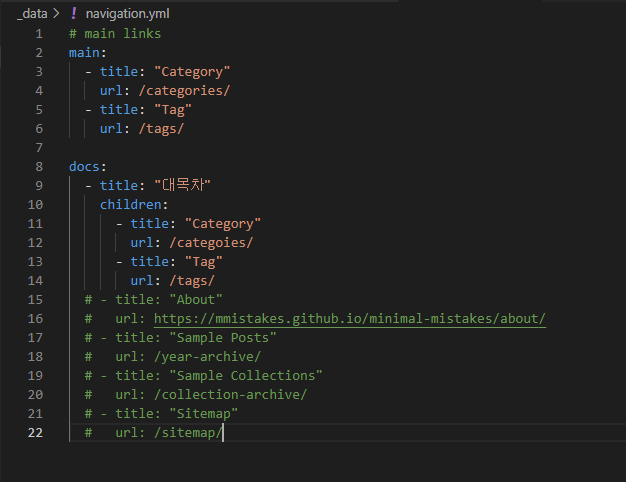 _data > ! navigation.yml
1 # main links
2 main:
3   - title: "Category"
4     url: /categories/
5   - title: "Tag"
6     url: /tags/
7
8 docs:
9   - title: "대목차"
10     children:
11       - title: "Category"
12         url: /categoies/
13       - title: "Tag"
14         url: /tags/
15   # - title: "About"
16   #   url: https://mmistakes.github.io/minimal-mistakes/about/
17   # - title: "Sample Posts"
18   #   url: /year-archive/
19   # - title: "Sample Collections"
20   #   url: /collection-archive/
21   # - title: "Sitemap"
22   #   url: /sitemap/